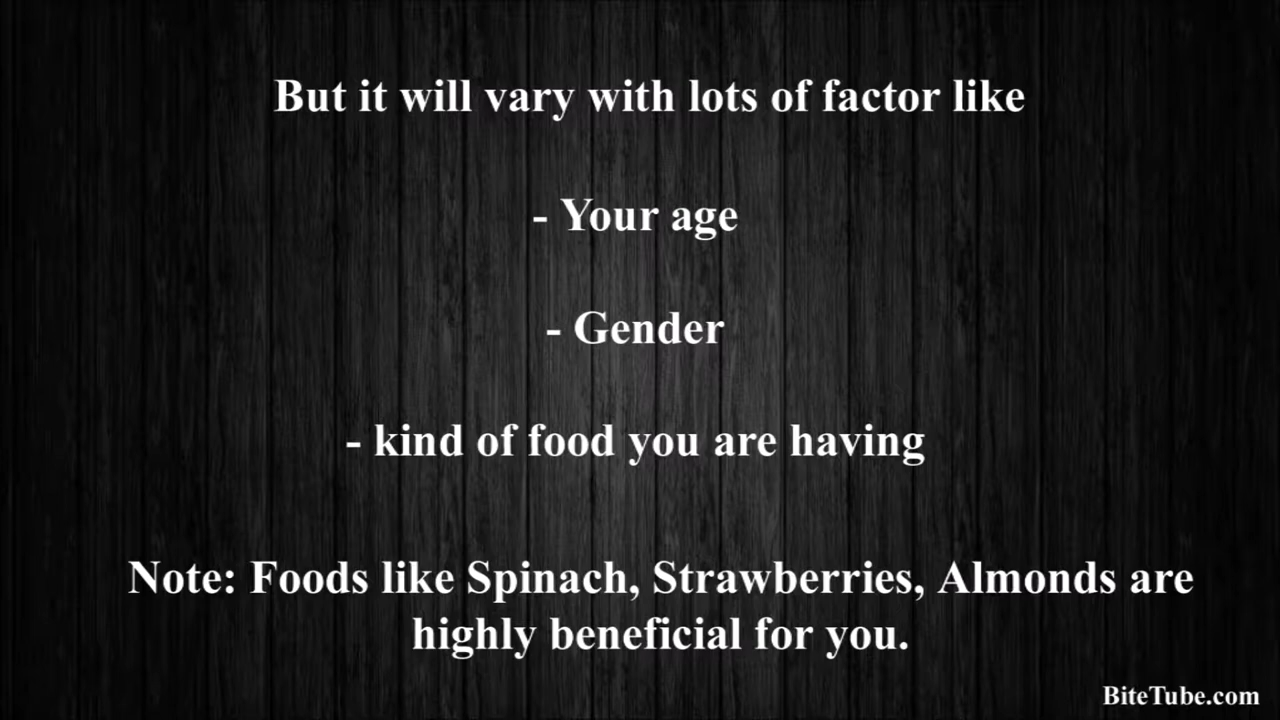 But it will vary with lots of factor like
- Your age
- Gender
- kind of food you are having
Note: Foods like Spinach, Strawberries, Almonds are
highly beneficial for you.
BiteTube.com